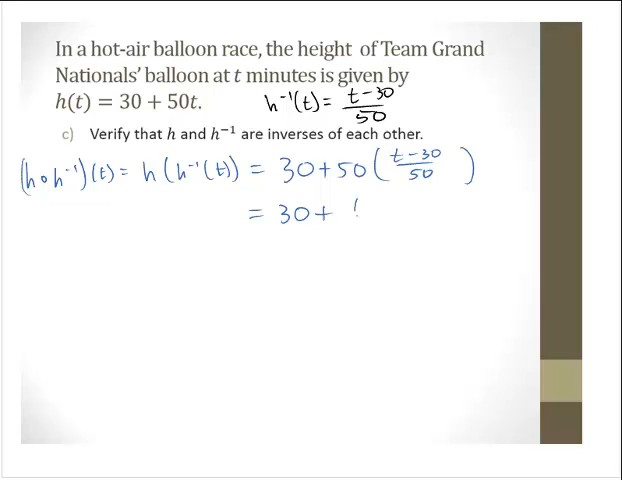 In a hot-air balloon race, the height of Team Grand
Nationals' balloon at t minutes is given by
h(t) = 30 + 50t.
h⁻¹(t) = (t − 30)/50
c) Verify that h and h⁻¹ are inverses of each other.
(h ∘ h⁻¹)(t) = h(h⁻¹(t)) = 30 + 50((t − 30)/50)
= 30 +